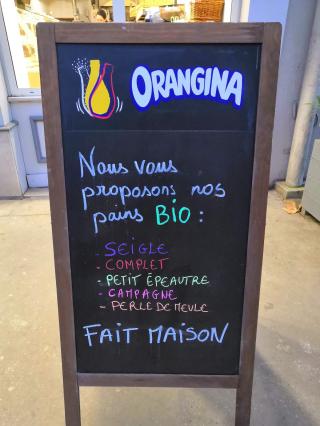 ORANGINA
Nous vous
proposons nos
pains BIO :
- SEIGLE
- COMPLET
- PETIT ÉPEAUTRE
- CAMPAGNE
- PERLE DE MEULE
FAIT MAISON